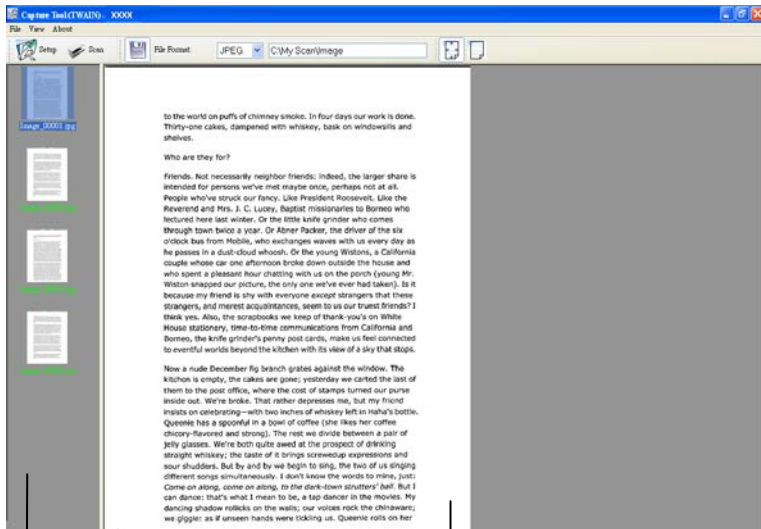 Capture Tool(TWAIN) - XXXX
File View About
Setup Scan File Format JPEG C:\My Scan\Image
Image_00001.jpg
to the world on puffs of chimney smoke. In four days our work is done.
Thirty-one cakes, dampened with whiskey, bask on windowsills and
shelves.
Who are they for?
Friends. Not necessarily neighbor friends: indeed, the larger share is
intended for persons we've met maybe once, perhaps not at all.
People who've struck our fancy. Like President Roosevelt. Like the
Reverend and Mrs. J. C. Lucey, Baptist missionaries to Borneo who
lectured here last winter. Or the little knife grinder who comes
through town twice a year. Or Abner Packer, the driver of the six
o'clock bus from Mobile, who exchanges waves with us every day as
he passes in a dust-cloud whoosh. Or the young Wistons, a California
couple whose car one afternoon broke down outside the house and
who spent a pleasant hour chatting with us on the porch (young Mr.
Wiston snapped our picture, the only one we've ever had taken). Is it
because my friend is shy with everyone except strangers that these
strangers, and merest acquaintances, seem to us our truest friends? I
think yes. Also, the scrapbooks we keep of thank-you's on White
House stationery, time-to-time communications from California and
Borneo, the knife grinder's penny post cards, make us feel connected
to eventful worlds beyond the kitchen with its view of a sky that stops.
Now a nude December fig branch grates against the window. The
kitchen is empty, the cakes are gone; yesterday we carted the last of
them to the post office, where the cost of stamps turned our purse
inside out. We're broke. That rather depresses me, but my friend
insists on celebrating—with two inches of whiskey left in Haha's bottle.
Queenie has a spoonful in a bowl of coffee (she likes her coffee
chicory-flavored and strong). The rest we divide between a pair of
jelly glasses. We're both quite awed at the prospect of drinking
straight whiskey; the taste of it brings screwedup expressions and
sour shudders. But by and by we begin to sing, the two of us singing
different songs simultaneously. I don't know the words to mine, just:
Come on along, come on along, to the dark-town strutters' ball. But I
can dance: that's what I mean to be, a tap dancer in the movies. My
dancing shadow rollicks on the walls; our voices rock the chinaware;
we giggle: as if unseen hands were tickling us. Queenie rolls on her